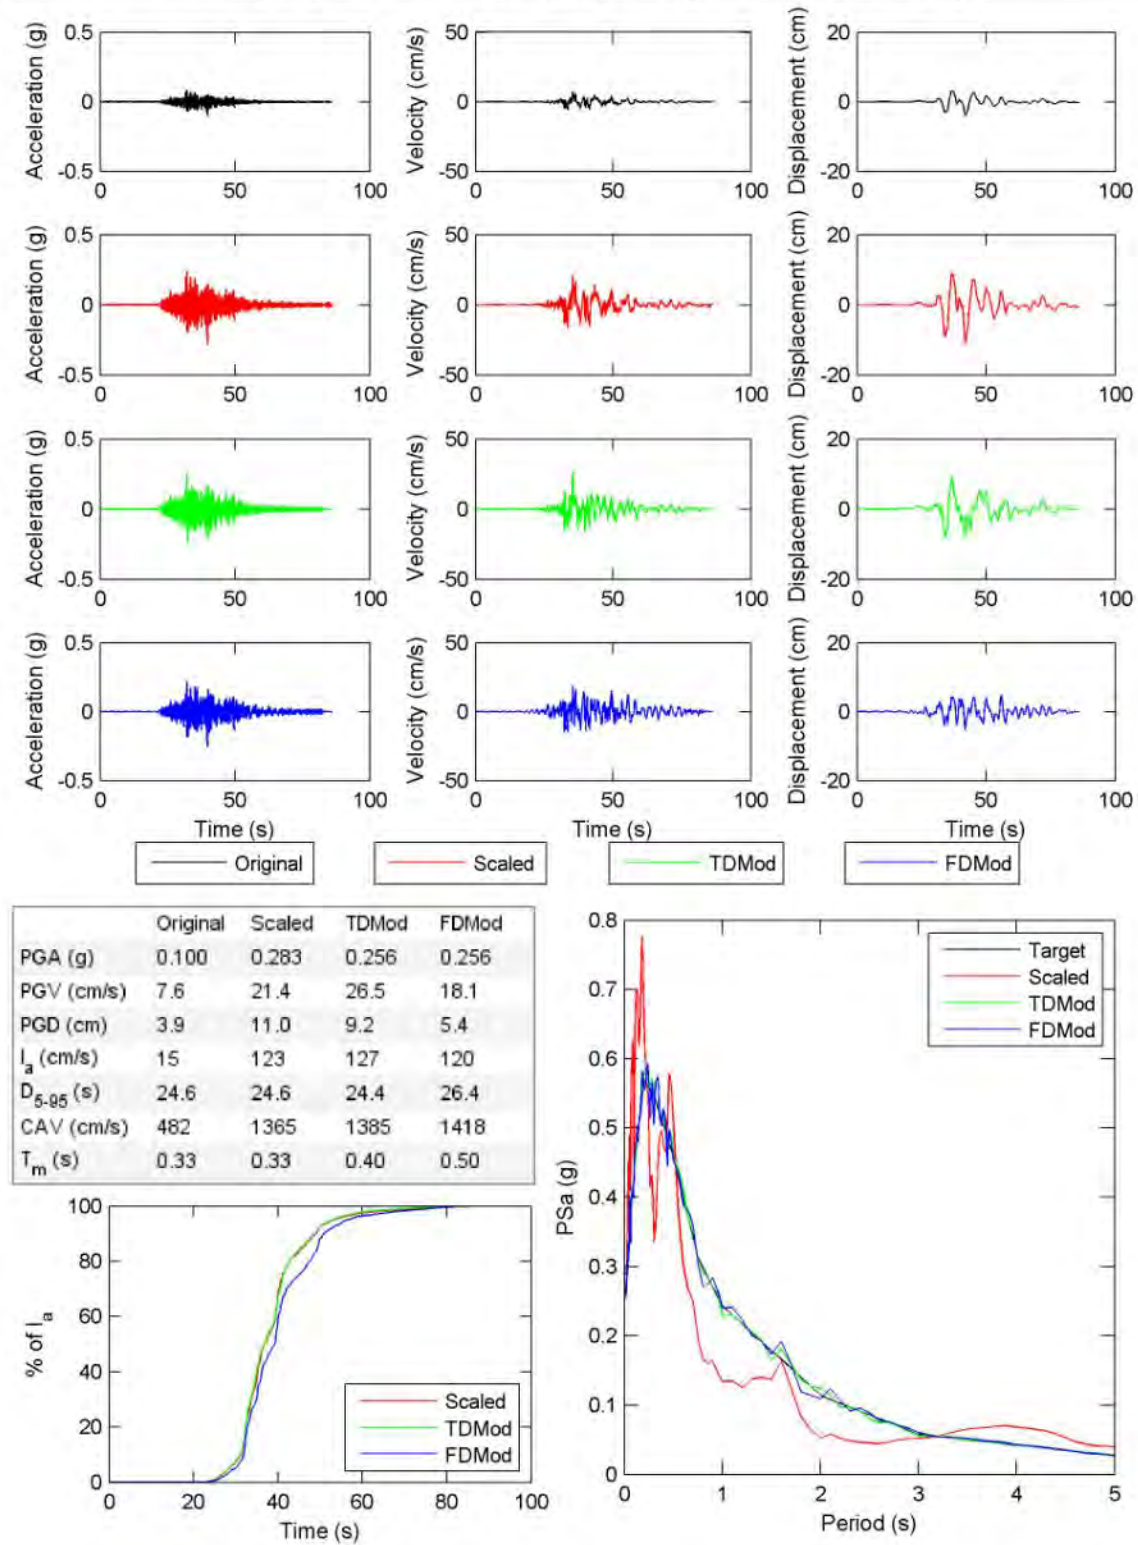 Acceleration (g)
0.5
0
-0.5
0
50
100
Velocity (cm/s)
50
0
-50
0
50
100
Displacement (cm)
20
0
-20
0
50
100
Acceleration (g)
0.5
0
-0.5
0
50
100
Velocity (cm/s)
50
0
-50
0
50
100
Displacement (cm)
20
0
-20
0
50
100
Acceleration (g)
0.5
0
-0.5
0
50
100
Velocity (cm/s)
50
0
-50
0
50
100
Displacement (cm)
20
0
-20
0
50
100
Acceleration (g)
0.5
0
-0.5
0
50
100
Time (s)
Velocity (cm/s)
50
0
-50
0
50
100
Time (s)
Displacement (cm)
20
0
-20
0
50
100
Time (s)
Original
Scaled
TDMod
FDMod
Original Scaled TDMod FDMod
PGA (g) 0.100 0.283 0.256 0.256
PGV (cm/s) 7.6 21.4 26.5 18.1
PGD (cm) 3.9 11.0 9.2 5.4
Ia (cm/s) 15 123 127 120
D5-95 (s) 24.6 24.6 24.4 26.4
CAV (cm/s) 482 1365 1385 1418
Tm (s) 0.33 0.33 0.40 0.50
% of Ia
100
80
60
40
20
0
0 20 40 60 80 100
Time (s)
Scaled
TDMod
FDMod
PSa (g)
0.8
0.7
0.6
0.5
0.4
0.3
0.2
0.1
0
0 1 2 3 4 5
Period (s)
Target
Scaled
TDMod
FDMod